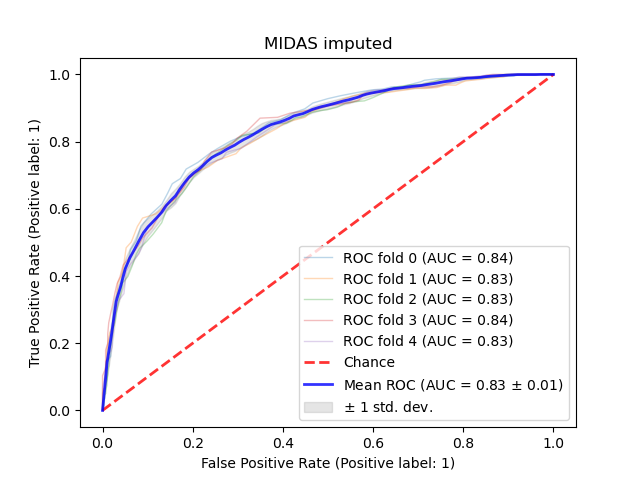 MIDAS imputed
True Positive Rate (Positive label: 1)
1.0
0.8
0.6
0.4
0.2
0.0
ROC fold 0 (AUC = 0.84)
ROC fold 1 (AUC = 0.83)
ROC fold 2 (AUC = 0.83)
ROC fold 3 (AUC = 0.84)
ROC fold 4 (AUC = 0.83)
Chance
Mean ROC (AUC = 0.83 ± 0.01)
± 1 std. dev.
0.0 0.2 0.4 0.6 0.8 1.0
False Positive Rate (Positive label: 1)